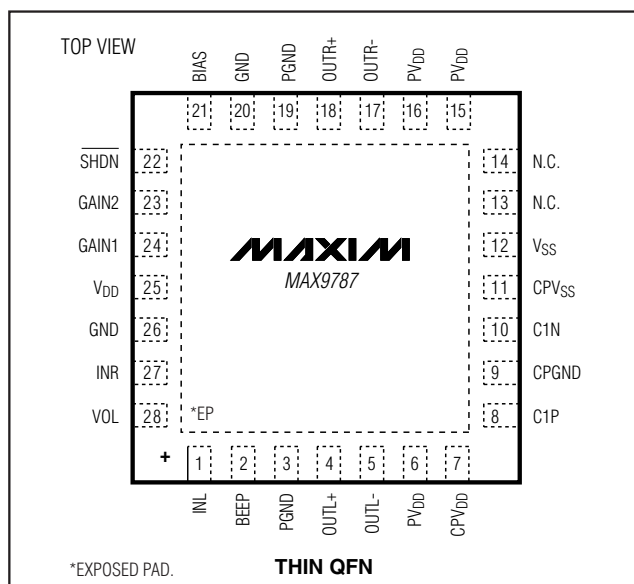 TOP VIEW
BIAS
GND
PGND
OUTR+
OUTR-
PVDD
PVDD
21
20
19
18
17
16
15
SHDN 22
14 N.C.
GAIN2 23
13 N.C.
GAIN1 24
12 VSS
VDD 25
11 CPVSS
GND 26
10 C1N
INR 27
9 CPGND
VOL 28
8 C1P
MAXIM
MAX9787
*EP
+
1
2
3
4
5
6
7
INL
BEEP
PGND
OUTL+
OUTL-
PVDD
CPVDD
*EXPOSED PAD.
THIN QFN